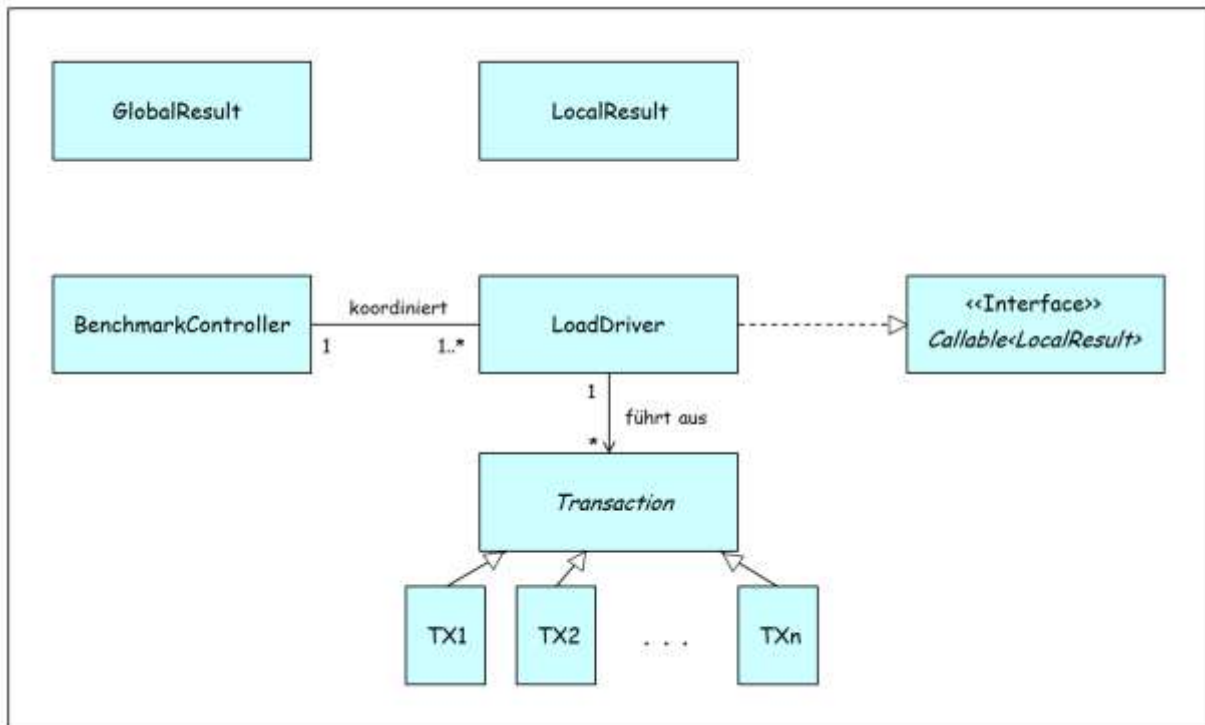 GlobalResult
LocalResult
BenchmarkController
koordiniert
1
1..*
LoadDriver
<<Interface>>
Callable<LocalResult>
1
führt aus
*
Transaction
TX1
TX2
. . .
TXn